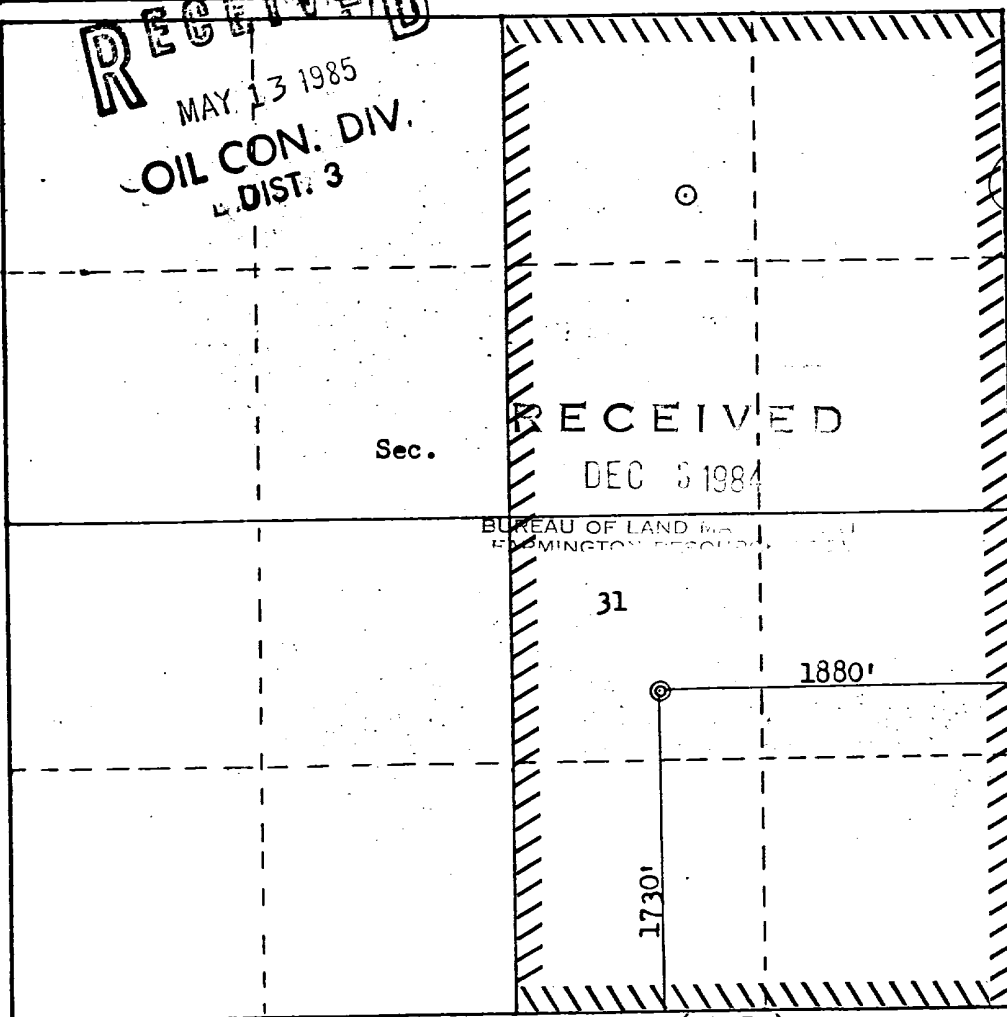 RECEIVED
MAY 13 1985
OIL CON. DIV.
DIST. 3
Sec.
RECEIVED
DEC 1984
BUREAU OF LAND
FARMINGTON
31
1880'
1730'